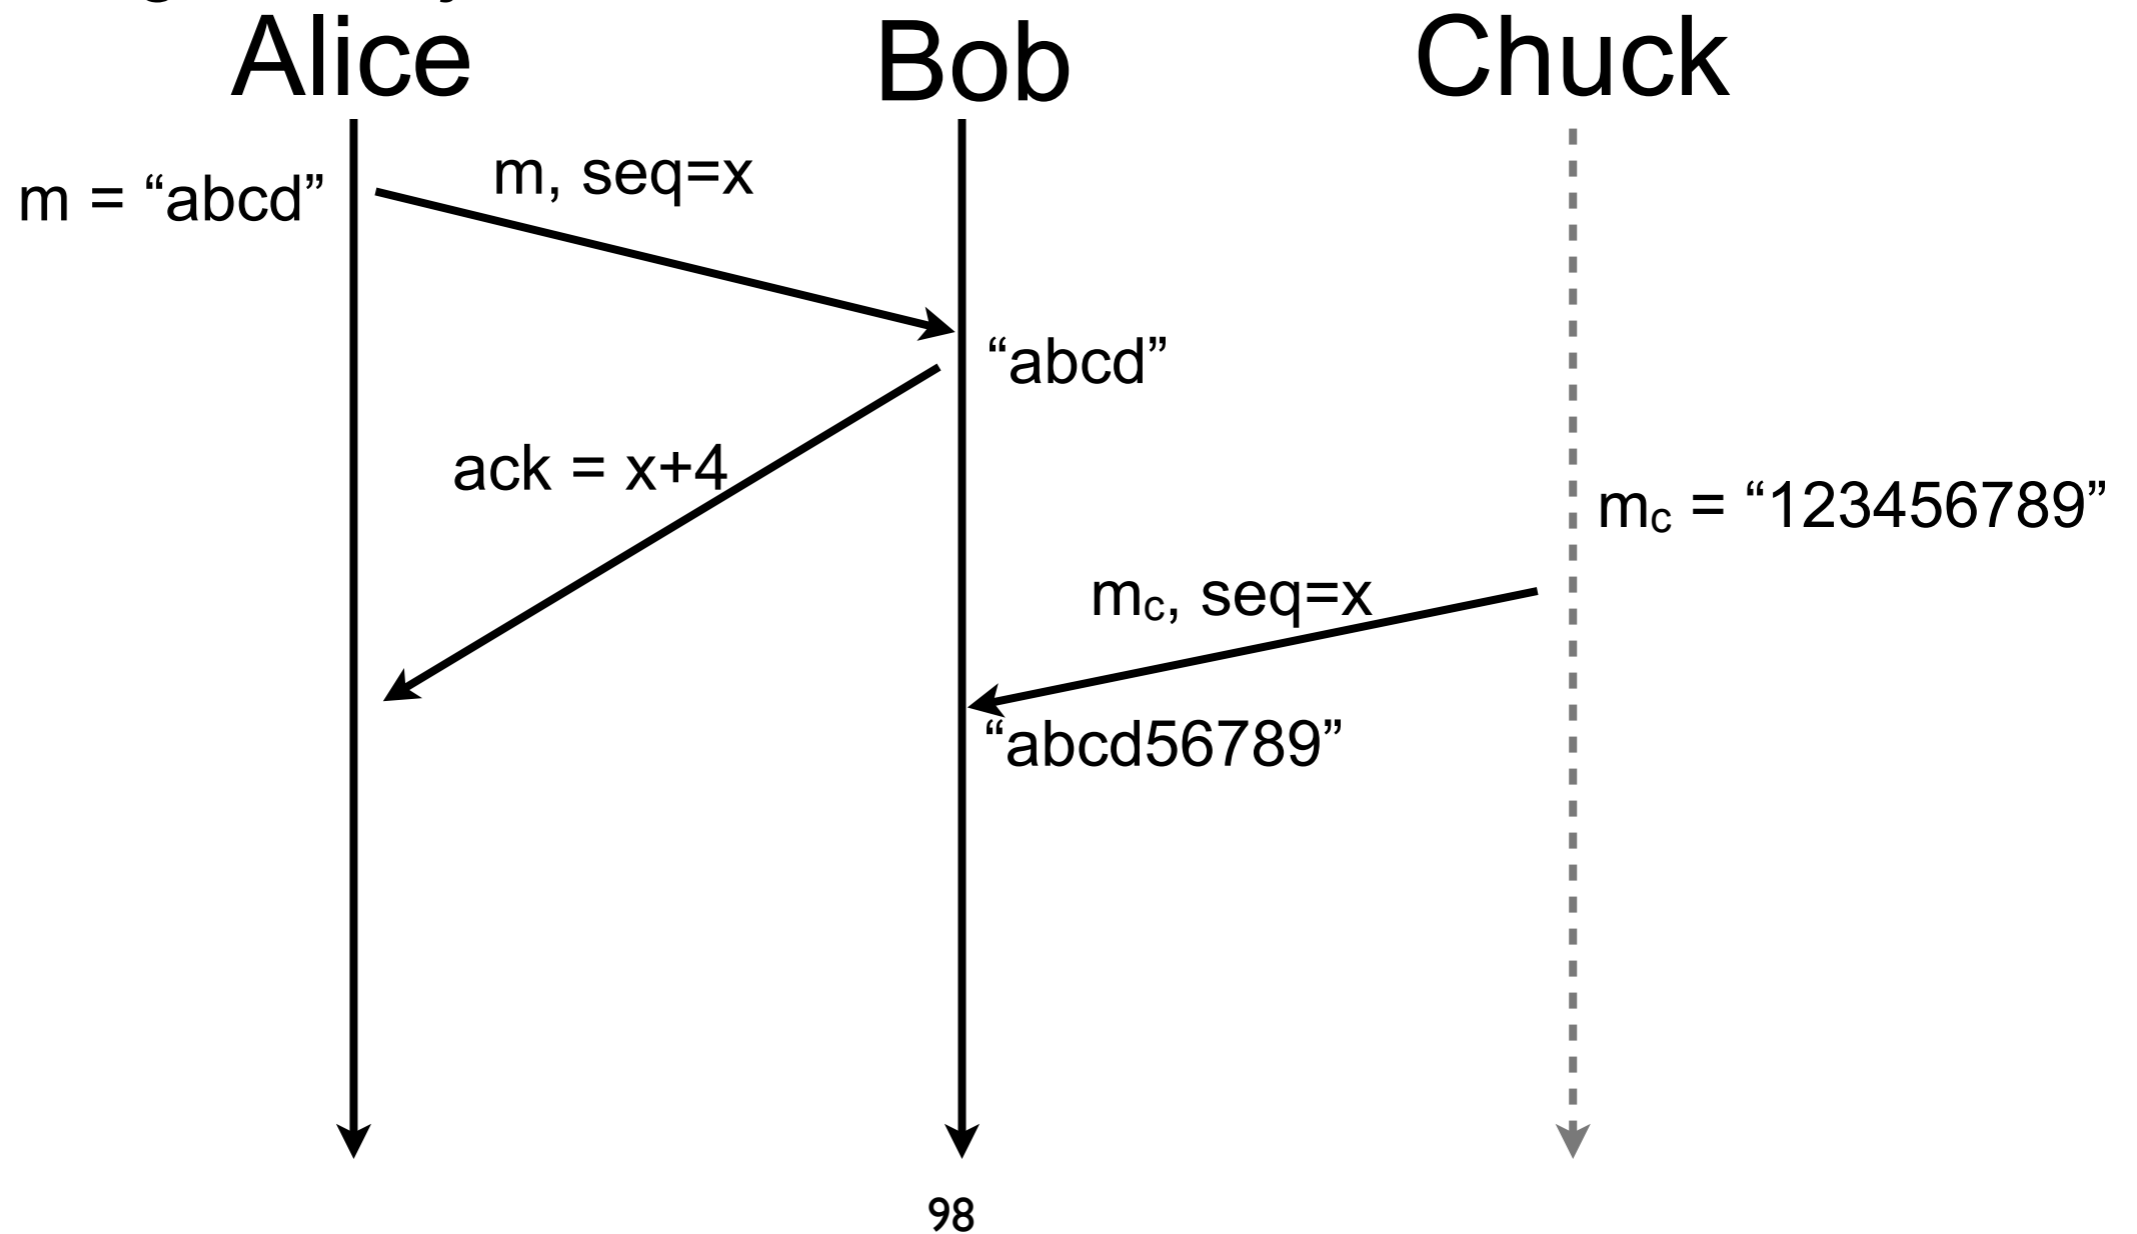 Alice Bob Chuck
m, seq=x
m = “abcd”
“abcd”
ack = x+4
mc = “123456789”
mc, seq=x
“abcd56789”
98